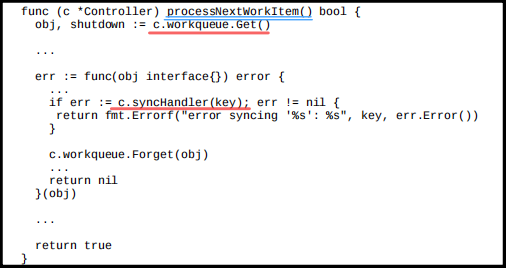 func (c *Controller) processNextWorkItem() bool {
obj, shutdown := c.workqueue.Get()
...
err := func(obj interface{}) error {
...
if err := c.syncHandler(key); err != nil {
return fmt.Errorf("error syncing '%s': %s", key, err.Error())
}
c.workqueue.Forget(obj)
...
return nil
}(obj)
...
return true
}